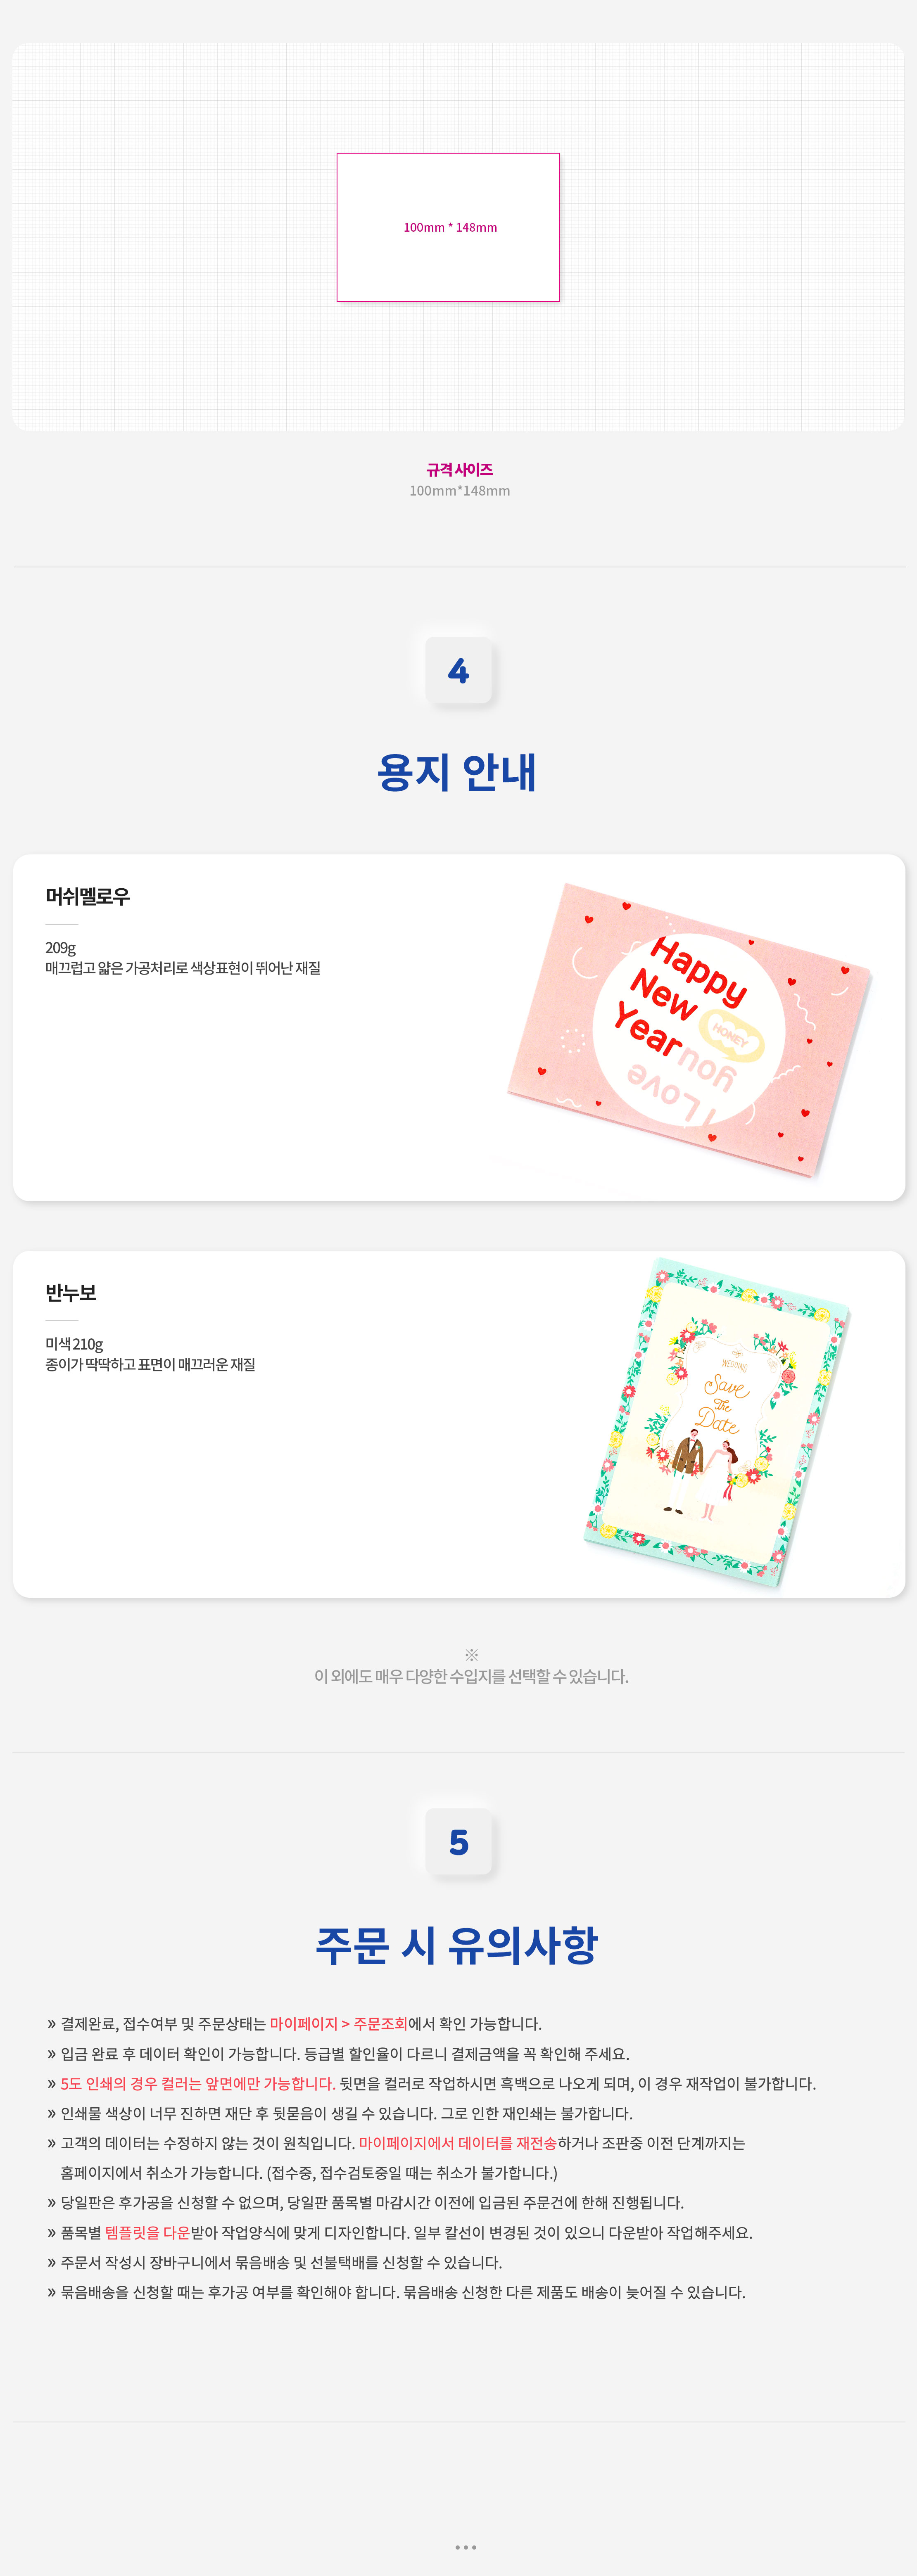 100mm * 148mm
규격 사이즈
100mm*148mm
4
용지 안내
머쉬멜로우
209g
매끄럽고 얇은 가공처리로 색상표현이 뛰어난 재질
Happy
New
Year
HONEY
you
I Love
반누보
미색 210g
종이가 딱딱하고 표면이 매끄러운 재질
WEDDING
Save
The
Date
※
이 외에도 매우 다양한 수입지를 선택할 수 있습니다.
5
주문 시 유의사항
» 결제완료, 접수여부 및 주문상태는 마이페이지 > 주문조회에서 확인 가능합니다.
» 입금 완료 후 데이터 확인이 가능합니다. 등급별 할인율이 다르니 결제금액을 꼭 확인해 주세요.
» 5도 인쇄의 경우 컬러는 앞면에만 가능합니다. 뒷면을 컬러로 작업하시면 흑백으로 나오게 되며, 이 경우 재작업이 불가합니다.
» 인쇄물 색상이 너무 진하면 재단 후 뒷묻음이 생길 수 있습니다. 그로 인한 재인쇄는 불가합니다.
» 고객의 데이터는 수정하지 않는 것이 원칙입니다. 마이페이지에서 데이터를 재전송하거나 조판중 이전 단계까지는
홈페이지에서 취소가 가능합니다. (접수중, 접수검토중일 때는 취소가 불가합니다.)
» 당일판은 후가공을 신청할 수 없으며, 당일판 품목별 마감시간 이전에 입금된 주문건에 한해 진행됩니다.
» 품목별 템플릿을 다운받아 작업양식에 맞게 디자인합니다. 일부 칼선이 변경된 것이 있으니 다운받아 작업해주세요.
» 주문서 작성시 장바구니에서 묶음배송 및 선불택배를 신청할 수 있습니다.
» 묶음배송을 신청할 때는 후가공 여부를 확인해야 합니다. 묶음배송 신청한 다른 제품도 배송이 늦어질 수 있습니다.